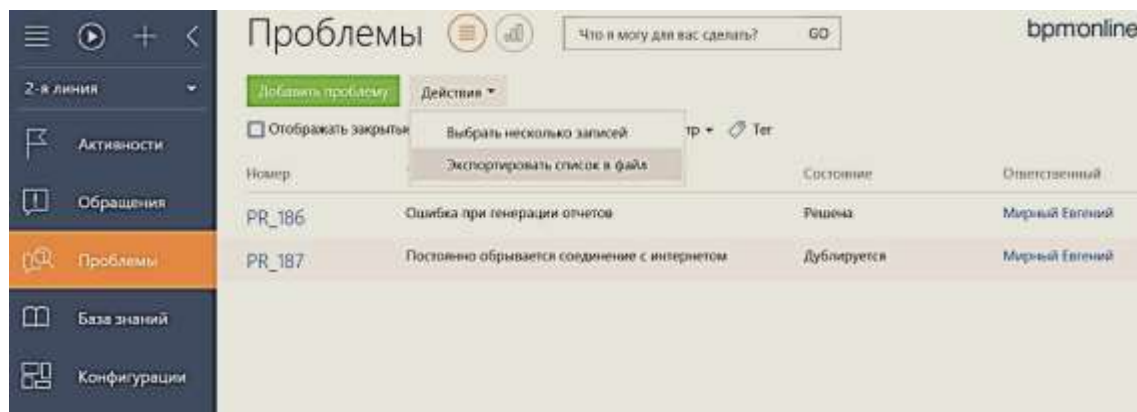 Проблемы
Что я могу для вас сделать?
GO
bpmonline
2-я линия
Добавить проблему
Действия
Отображать закрытые
Выбрать несколько записей
тр
Тег
Экспортировать список в файл
Активности
Номер
Состояние
Ответственный
Обращения
PR_186
Ошибка при генерации отчетов
Решена
Мирный Евгений
Проблемы
PR_187
Постоянно обрывается соединение с интернетом
Дублируется
Мирный Евгений
База знаний
Конфигурации